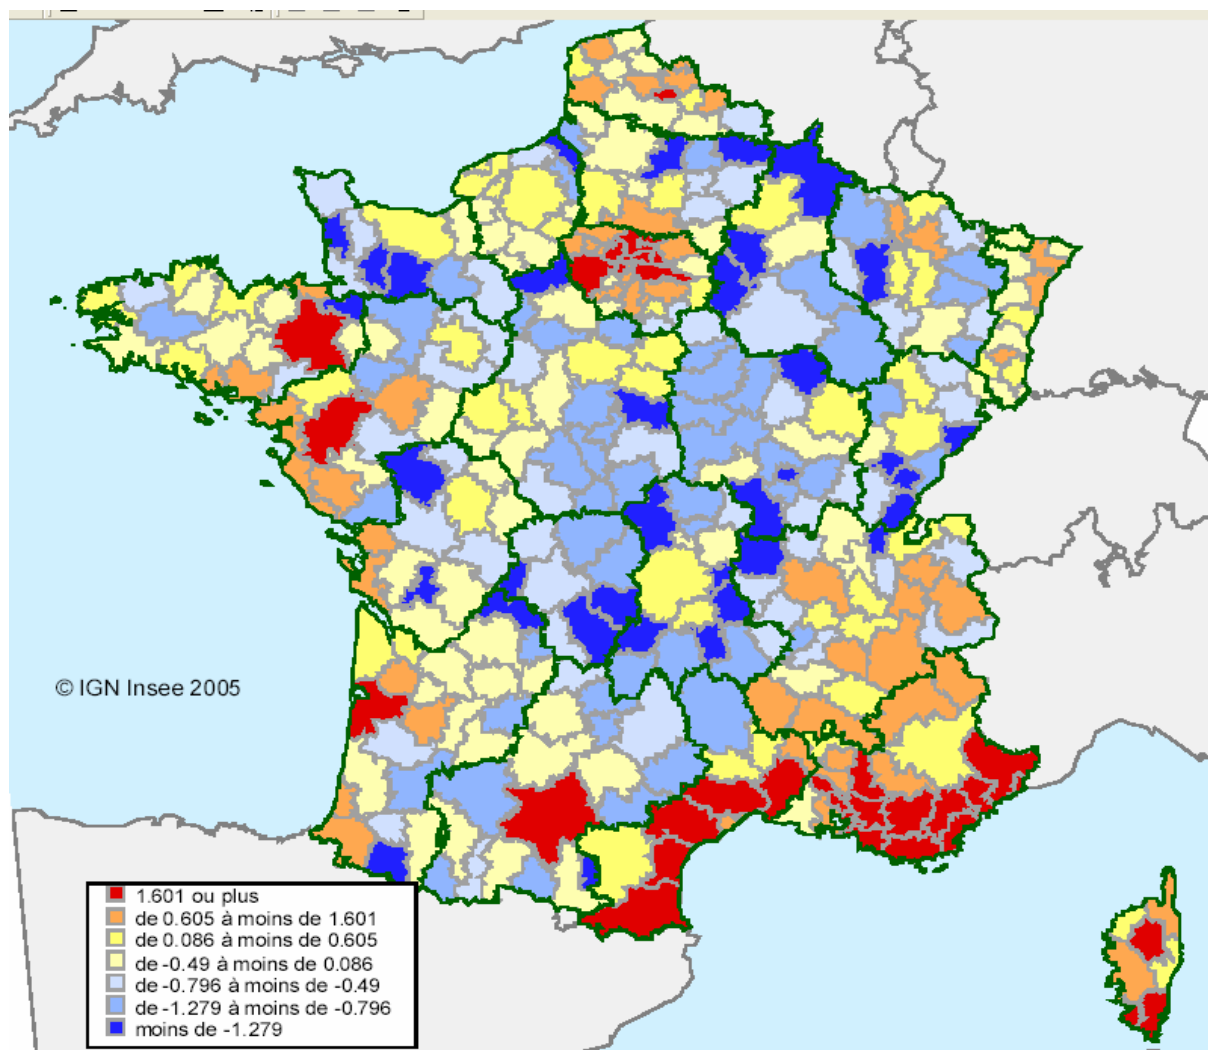 © IGN Insee 2005
1.601 ou plus
de 0.605 à moins de 1.601
de 0.086 à moins de 0.605
de -0.49 à moins de 0.086
de -0.796 à moins de -0.49
de -1.279 à moins de -0.796
moins de -1.279